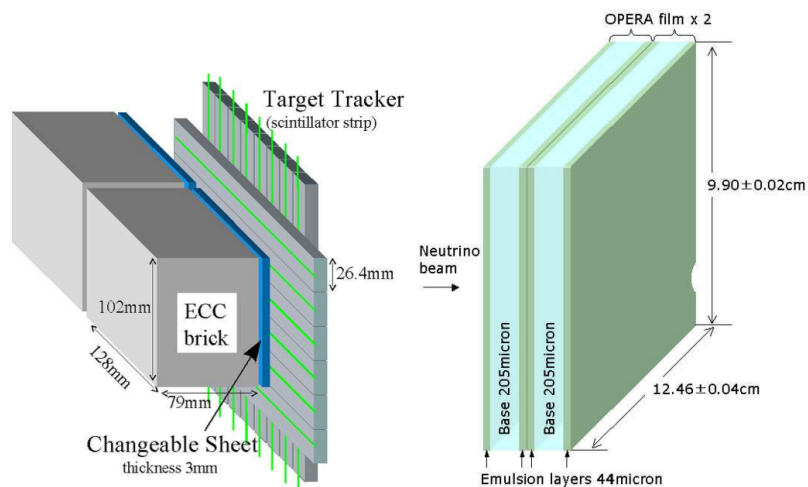 OPERA film x 2
Target Tracker
(scintillator strip)
9.90±0.02cm
Neutrino
beam
26.4mm
102mm
ECC
brick
128mm
79mm
Base 205micron
Base 205micron
12.46±0.04cm
Changeable Sheet
thickness 3mm
Emulsion layers 44micron